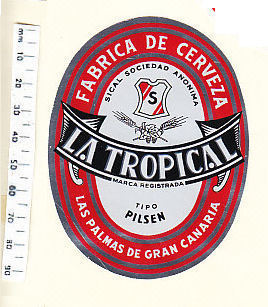 FABRICA DE CERVEZA
SICAL SOCIEDAD ANONIMA
S
LA TROPICAL
MARCA REGISTRADA
TIPO
PILSEN
LAS PALMAS DE GRAN CANARIA
mm 10 20 30 40 50 60 70 80 90